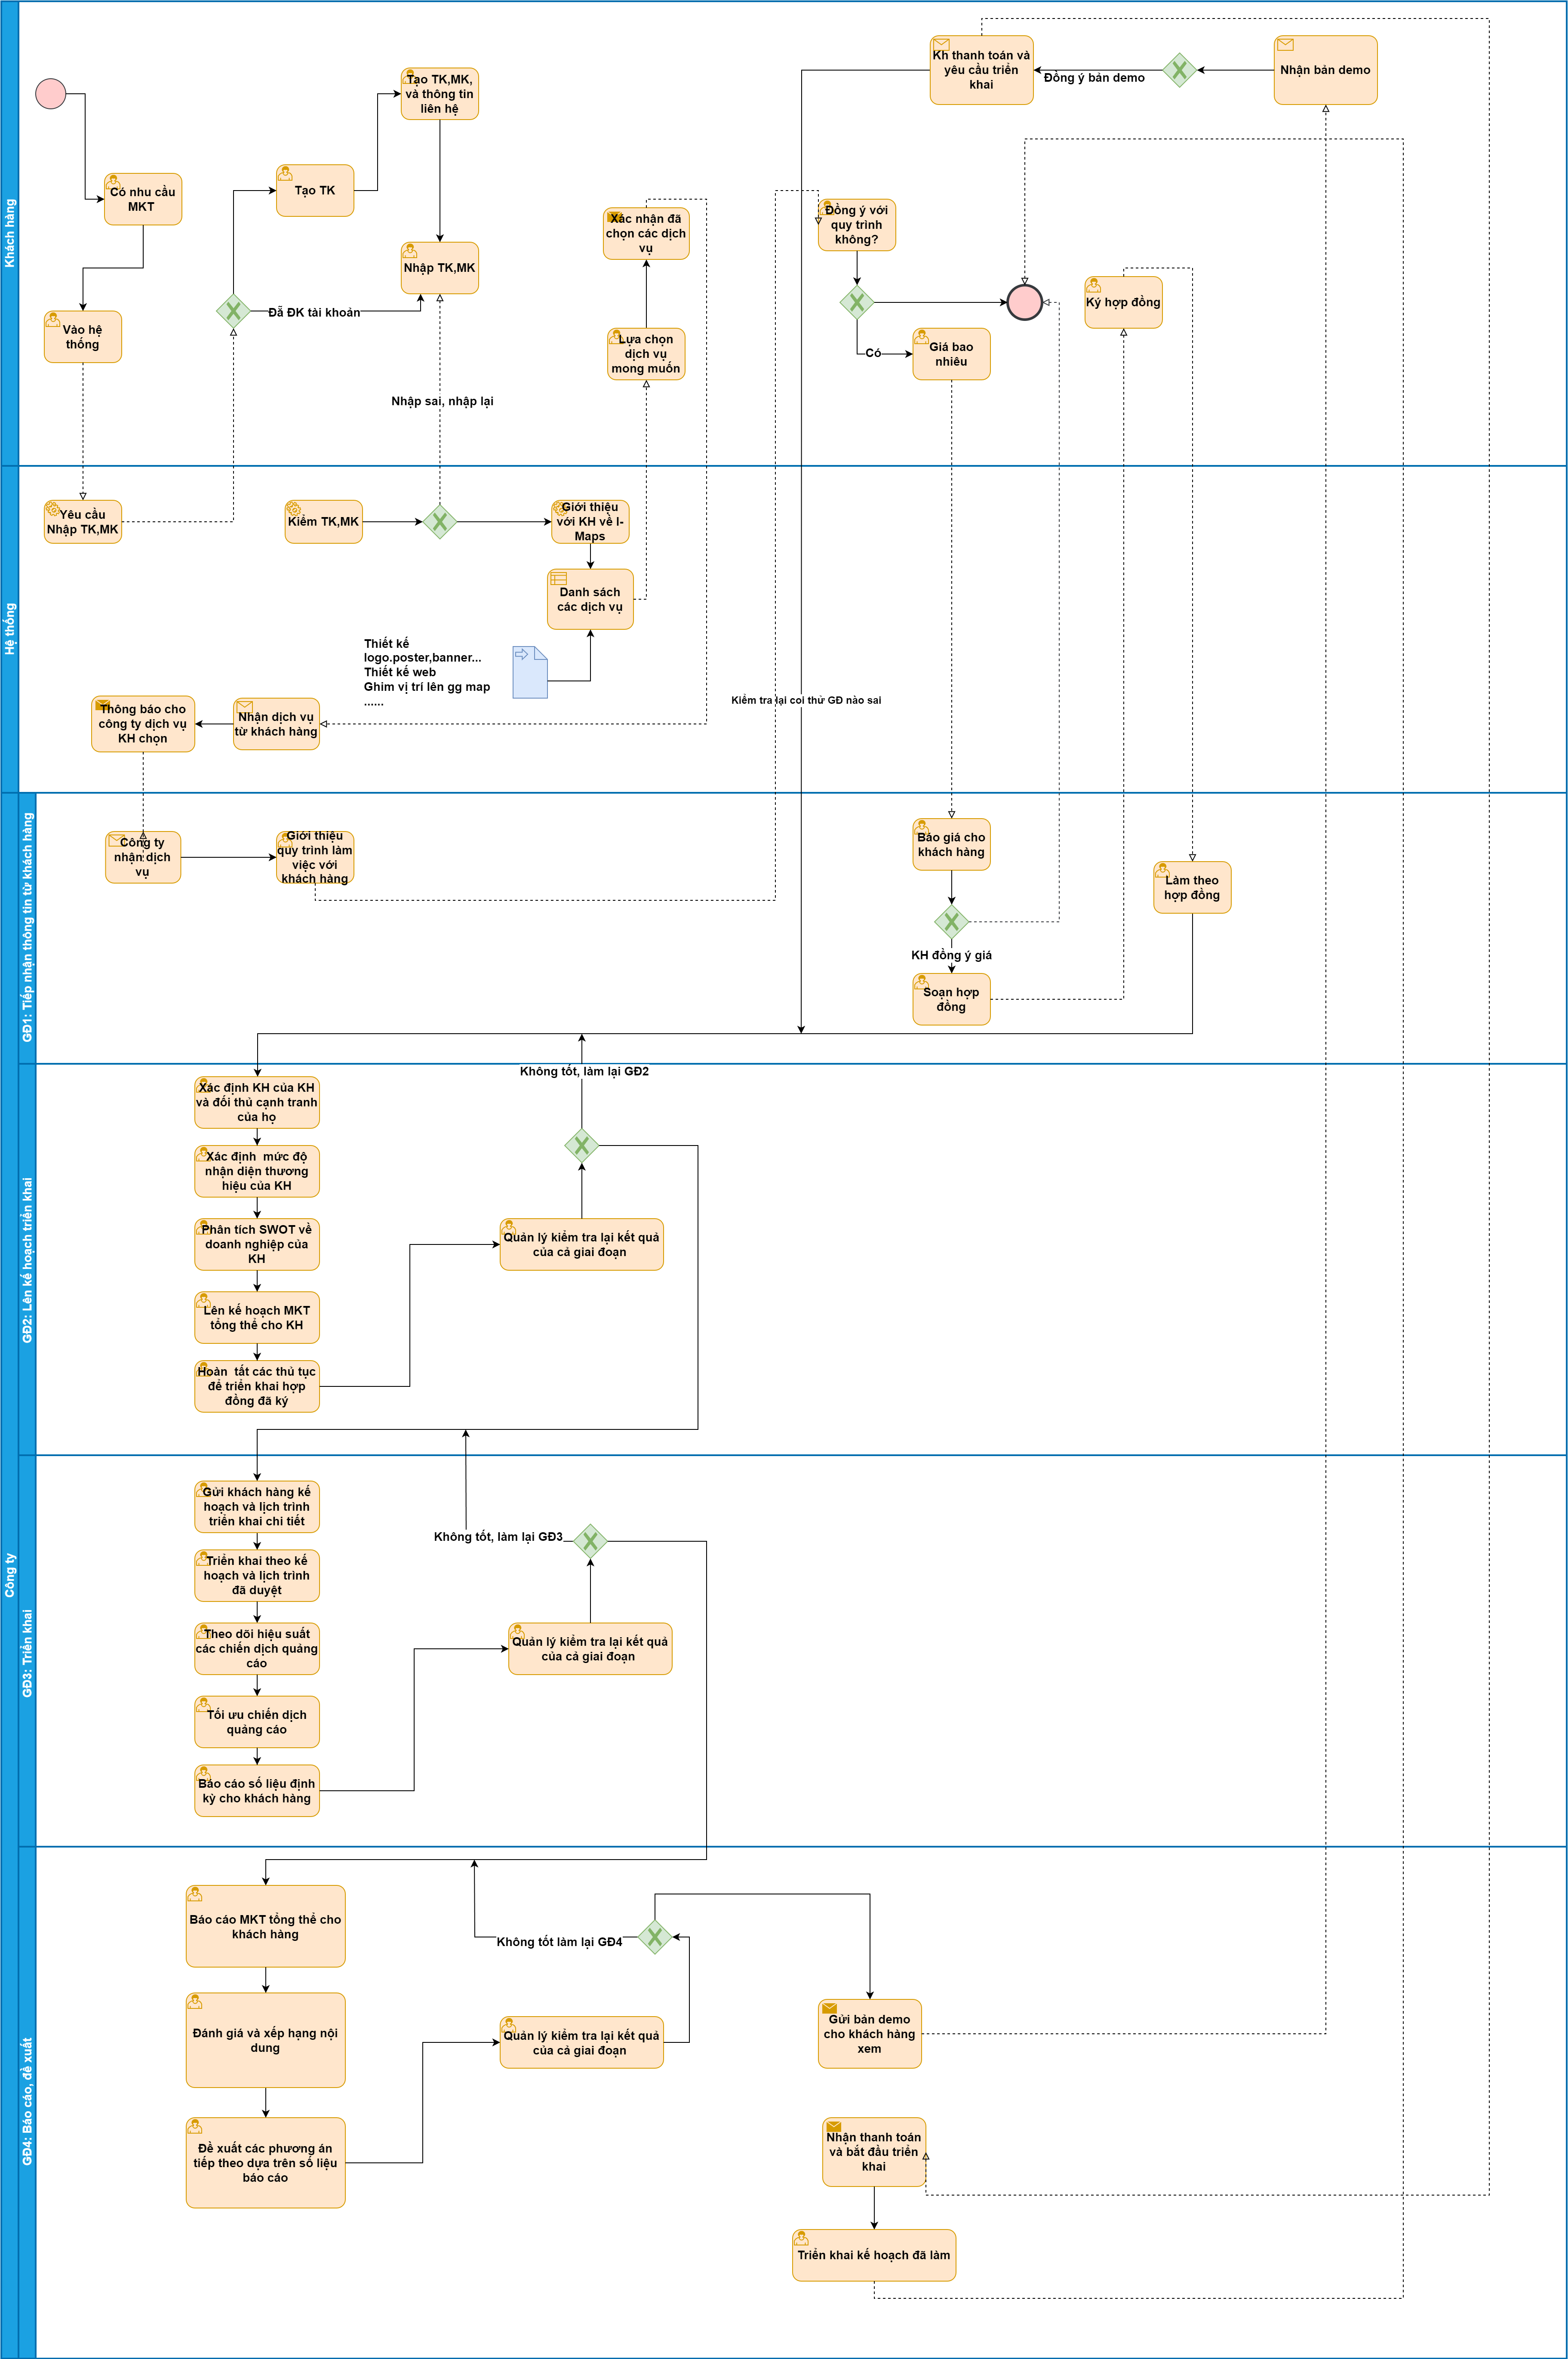 Khách hàng
Có nhu cầu
MKT
Vào hệ
thống
Tạo TK
Tạo TK,MK,
và thông tin
liên hệ
Nhập TK,MK
Đã ĐK tài khoản
Nhập sai, nhập lại
Xác nhận đã
chọn các dịch
vụ
Lựa chọn
dịch vụ
mong muốn
Kh thanh toán và
yêu cầu triển
khai
Đồng ý bản demo
Nhận bản demo
Đồng ý với
quy trình
không?
Có
Giá bao
nhiêu
Ký hợp đồng
Hệ thống
Yêu cầu
Nhập TK,MK
Kiểm TK,MK
Giới thiệu
với KH về I-
Maps
Danh sách
các dịch vụ
Thiết kế
logo.poster,banner...
Thiết kế web
Ghim vị trí lên gg map
......
Thông báo cho
công ty dịch vụ
KH chọn
Nhận dịch vụ
từ khách hàng
Kiểm tra lại coi thử GĐ nào sai
Công ty
GĐ1: Tiếp nhận thông tin từ khách hàng
Công ty
nhận dịch
vụ
Giới thiệu
quy trình làm
việc với
khách hàng
Báo giá cho
khách hàng
KH đồng ý giá
Soạn hợp
đồng
Làm theo
hợp đồng
GĐ2: Lên kế hoạch triển khai
Xác định KH của KH
và đối thủ cạnh tranh
của họ
Xác định  mức độ
nhận diện thương
hiệu của KH
Phân tích SWOT về
doanh nghiệp của
KH
Lên kế hoạch MKT
tổng thể cho KH
Hoàn  tất các thủ tục
để triển khai hợp
đồng đã ký
Không tốt, làm lại GĐ2
Quản lý kiểm tra lại kết quả
của cả giai đoạn
GĐ3: Triển khai
Gửi khách hàng kế
hoạch và lịch trình
triển khai chi tiết
Triển khai theo kế
hoạch và lịch trình
đã duyệt
Theo dõi hiệu suất
các chiến dịch quảng
cáo
Tối ưu chiến dịch
quảng cáo
Báo cáo số liệu định
kỳ cho khách hàng
Không tốt, làm lại GĐ3
Quản lý kiểm tra lại kết quả
của cả giai đoạn
GĐ4: Báo cáo, đề xuất
Báo cáo MKT tổng thể cho
khách hàng
Đánh giá và xếp hạng nội
dung
Đề xuất các phương án
tiếp theo dựa trên số liệu
báo cáo
Không tốt làm lại GĐ4
Quản lý kiểm tra lại kết quả
của cả giai đoạn
Gửi bản demo
cho khách hàng
xem
Nhận thanh toán
và bắt đầu triển
khai
Triển khai kế hoạch đã làm